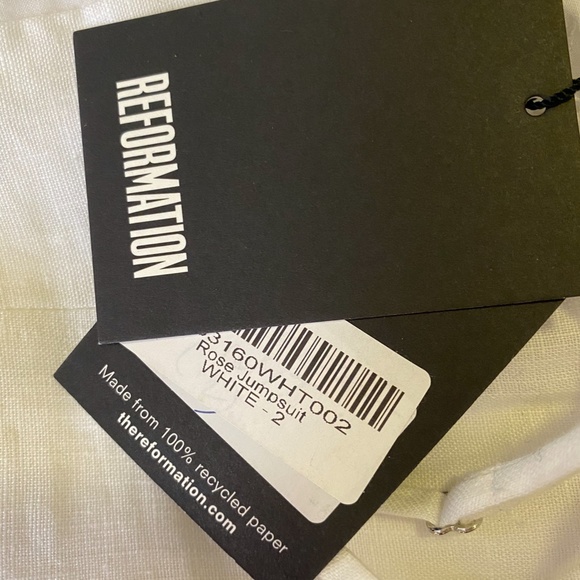 REFORMATION
3160WHT002
Rose Jumpsuit
WHITE - 2
Made from 100% recycled paper
thereformation.com